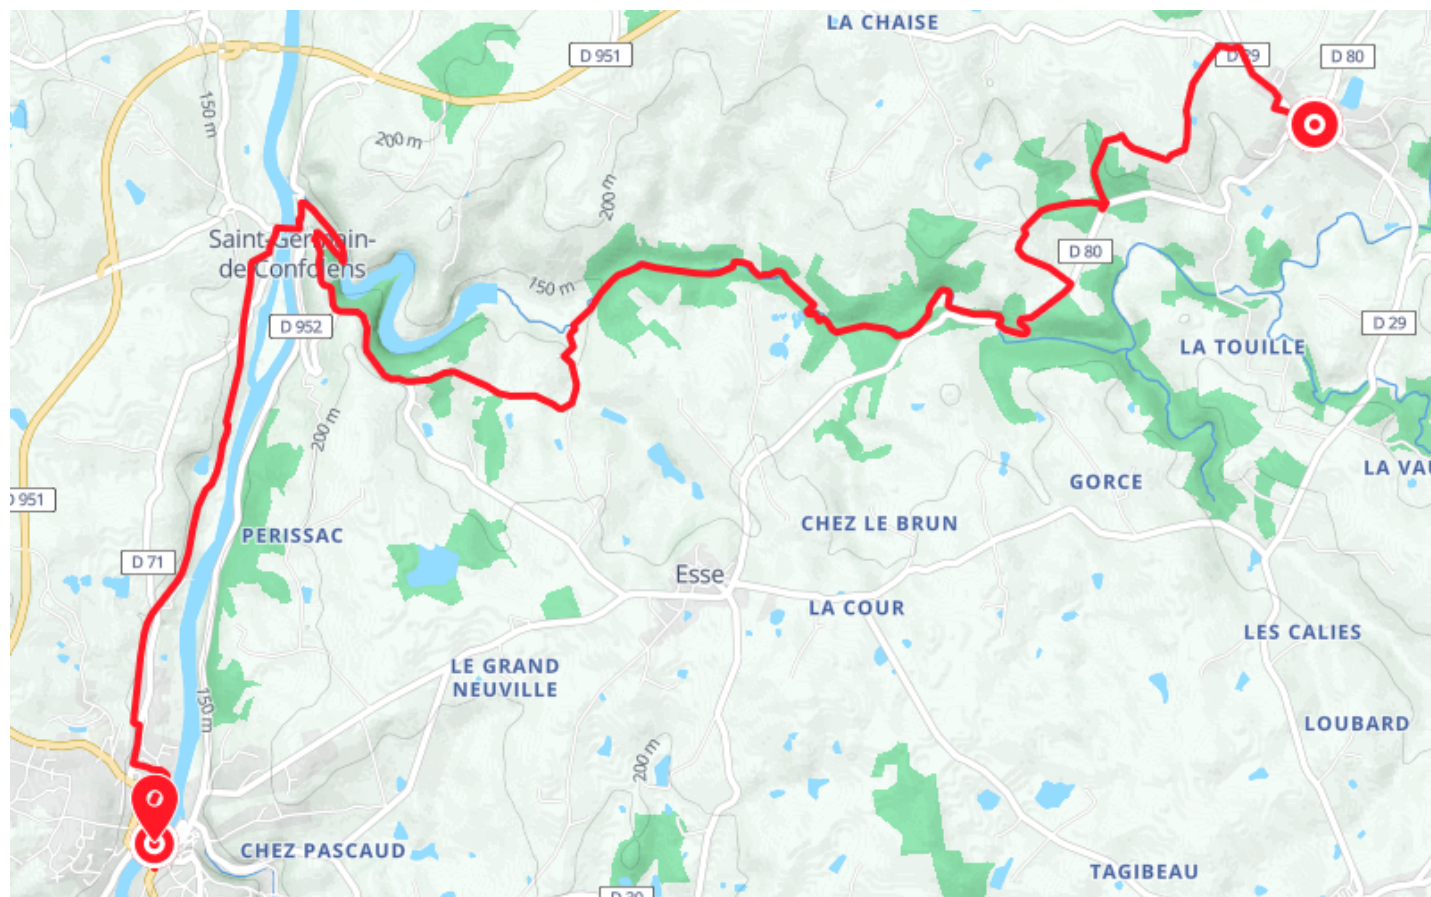 LA CHAISE
D 951
D 29
D 80
150 m
200 m
200 m
Saint-Germain-
de Confolens
D 80
150 m
D 952
D 29
LA TOUILLE
200 m
LA VAU
GORCE
D 951
CHEZ LE BRUN
PERISSAC
D 71
Esse
LA COUR
LES CALIES
LE GRAND
NEUVILLE
150 m
LOUBARD
200 m
CHEZ PASCAUD
TAGIBEAU
D 30